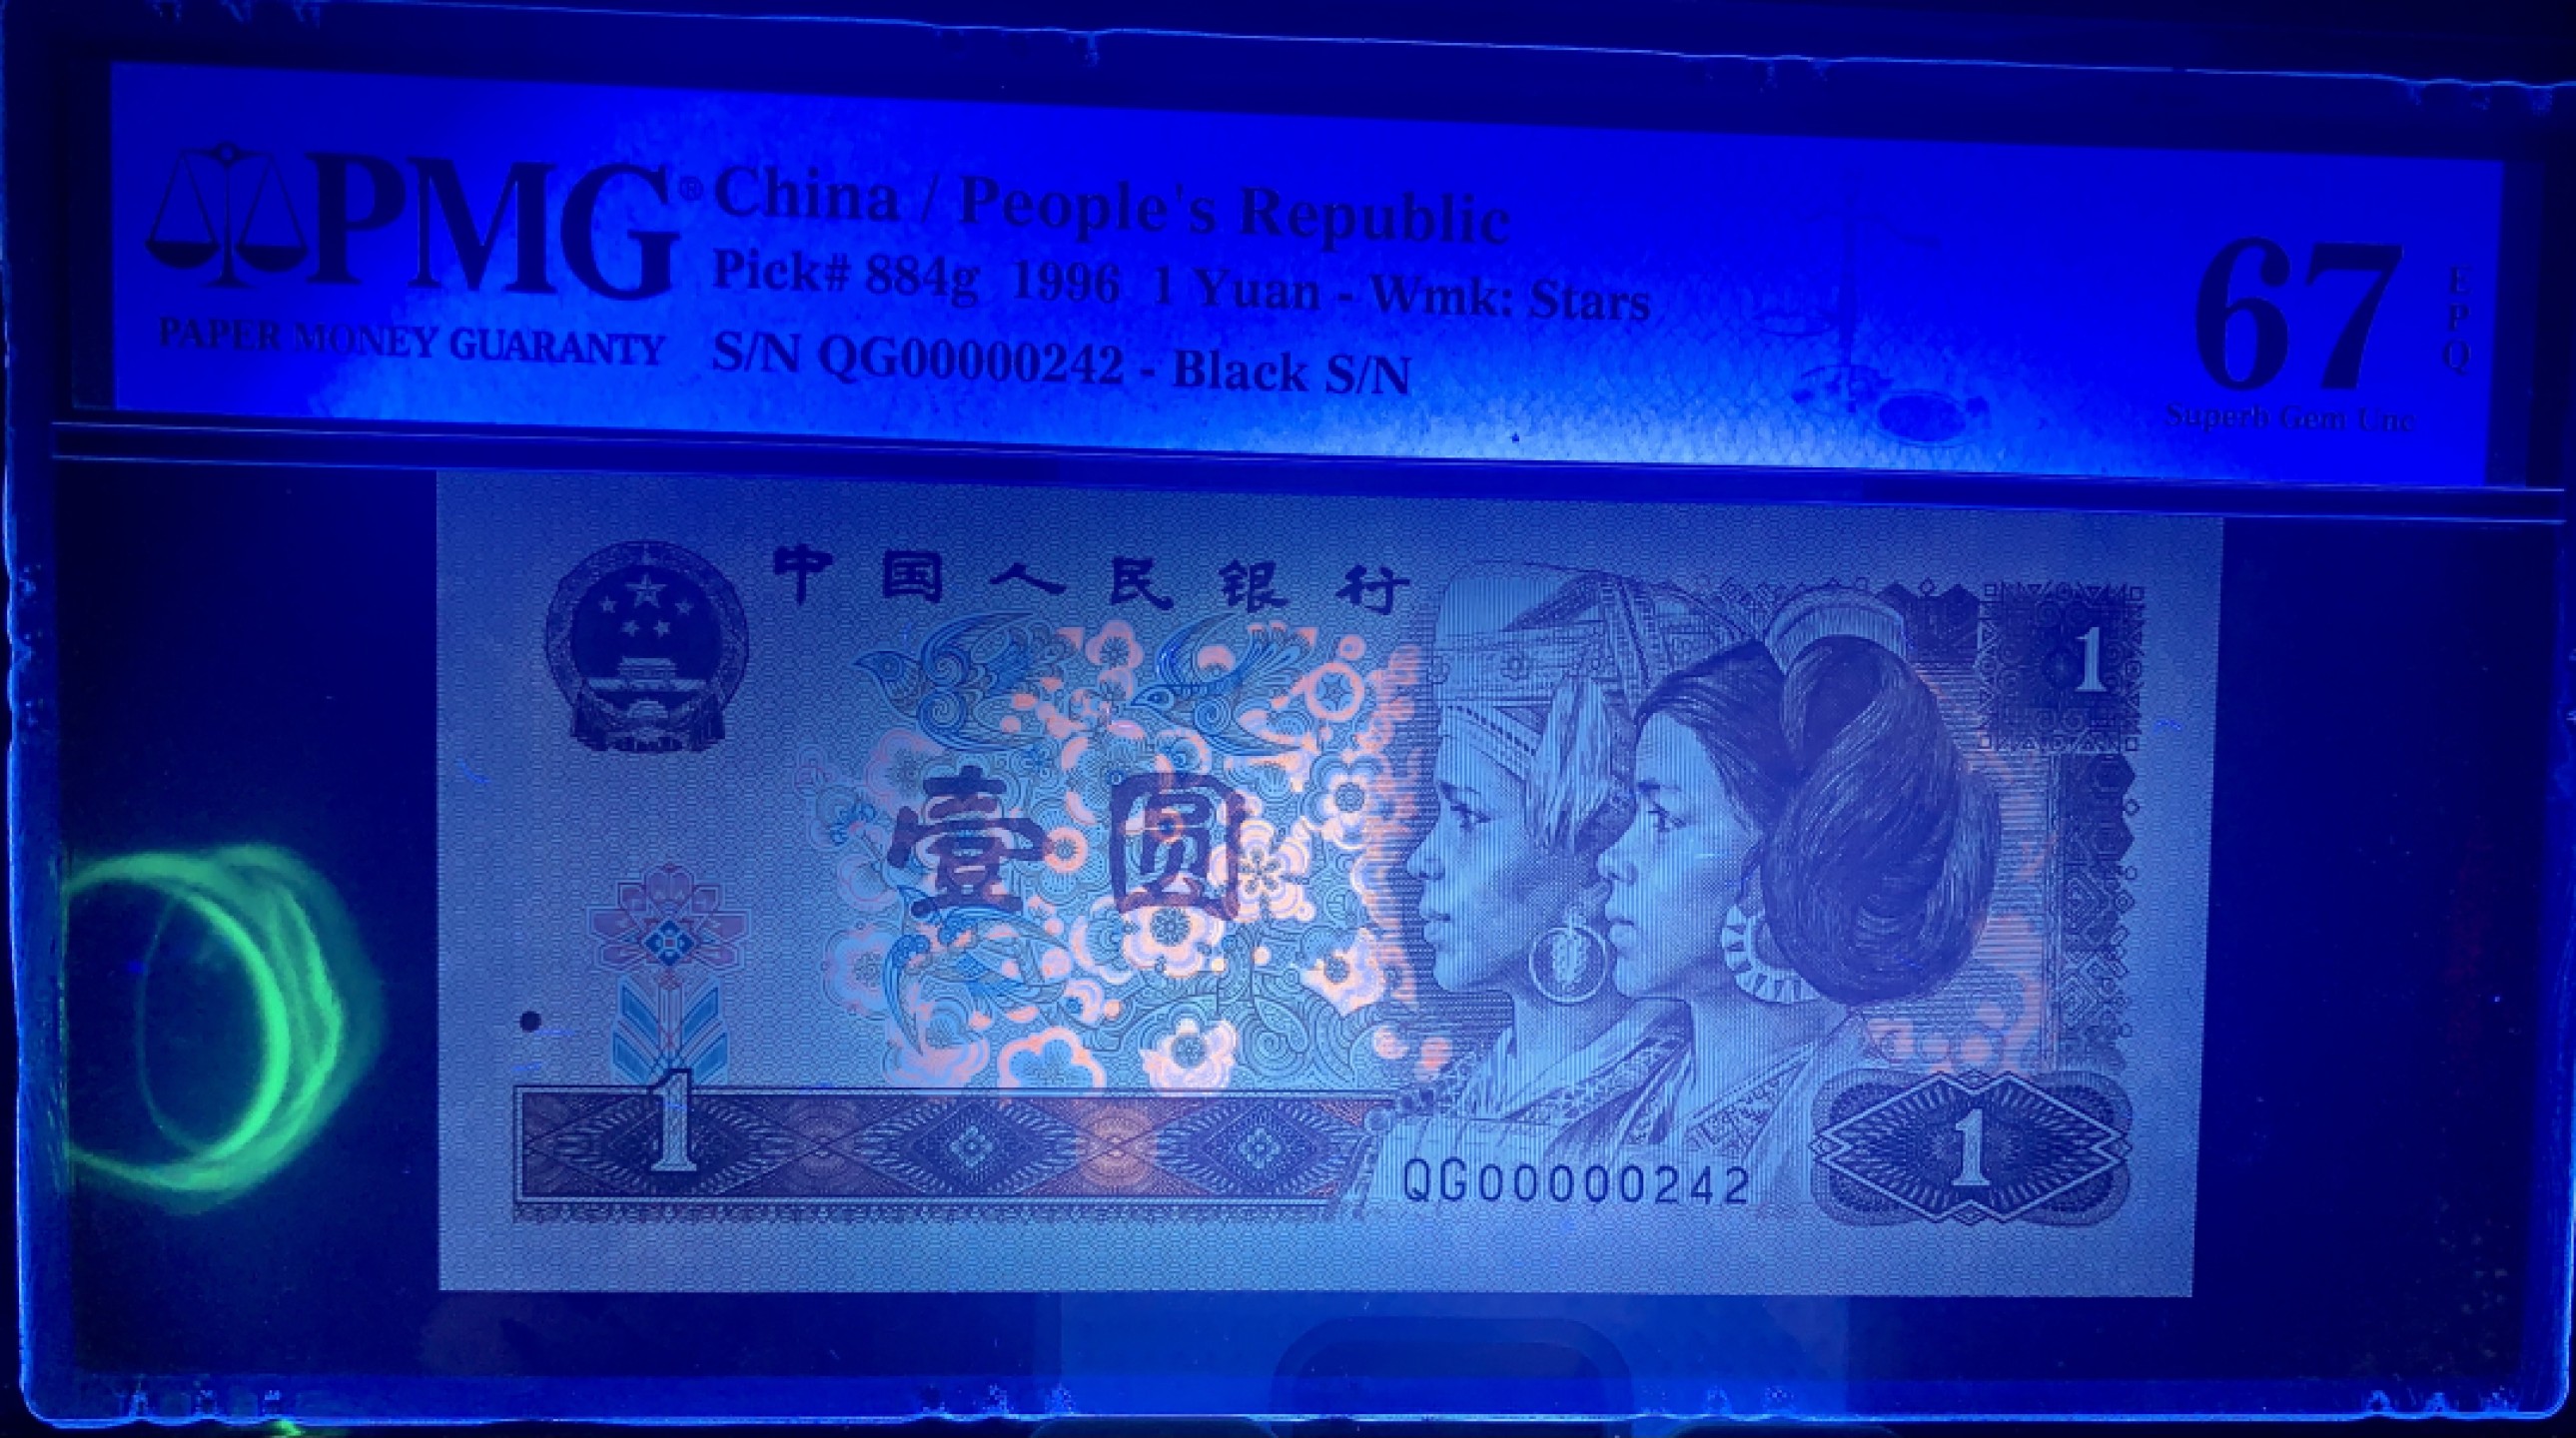 PMG®
PAPER MONEY GUARANTY
China / People's Republic
Pick# 884g 1996 1 Yuan - Wmk: Stars
S/N QG00000242 - Black S/N
67
EPQ
Superb Gem Unc
中国人民银行
1
壹圆
1
QG00000242
1